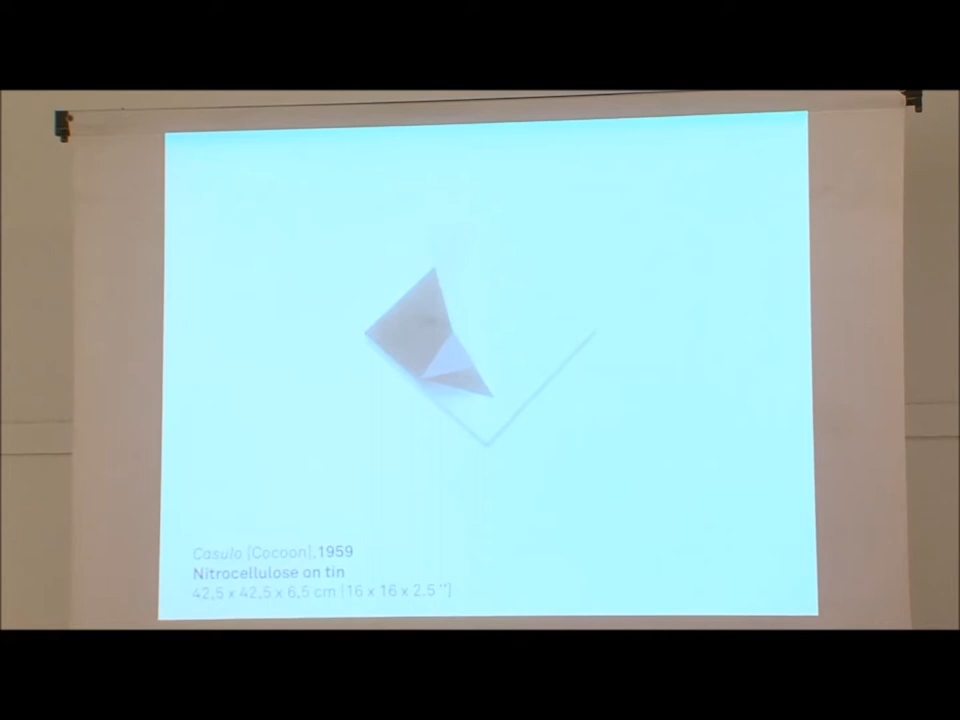 Casulo (Cocoon), 1959
Nitrocellulose on tin
42,5 x 42,5 x 6,5 cm [16 x 16 x 2.5 '']